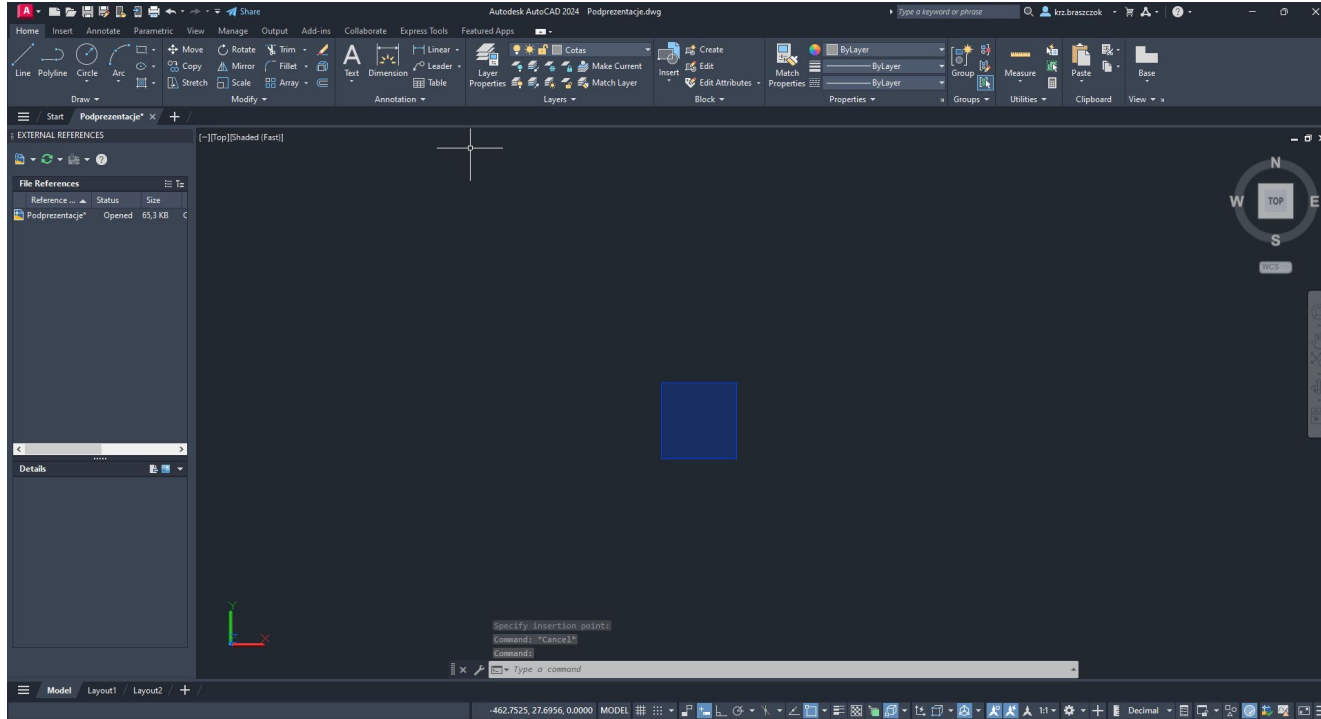 A Share Autodesk AutoCAD 2024 Podprezentacje.dwg Type a keyword or phrase krz.braszczok
Home Insert Annotate Parametric View Manage Output Add-ins Collaborate Express Tools Featured Apps
Move Rotate Trim Linear Cotas Create ByLayer
Copy Mirror Fillet Leader Make Current Edit ByLayer
Line Polyline Circle Arc Text Dimension Layer Properties Insert Match Properties Group Measure Paste Base
Stretch Scale Array Table Match Layer Edit Attributes ByLayer
Draw Modify Annotation Layers Block Properties Groups Utilities Clipboard View
Start Podprezentacje*
EXTERNAL REFERENCES
[−][Top][Shaded (Fast)]
N
W TOP E
S
WCS
File References
Reference ... Status Size
Podprezentacje* Opened 65,3 KB C
Details
Y
X
Specify insertion point:
Command: *Cancel*
Command:
Type a command
Model Layout1 Layout2
-462.7525, 27.6956, 0.0000 MODEL 1:1 Decimal